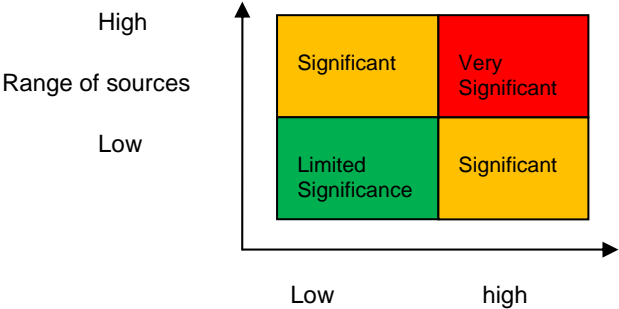 High
Significant
Very
Significant
Range of sources
Low
Limited
Significance
Significant
Low
high